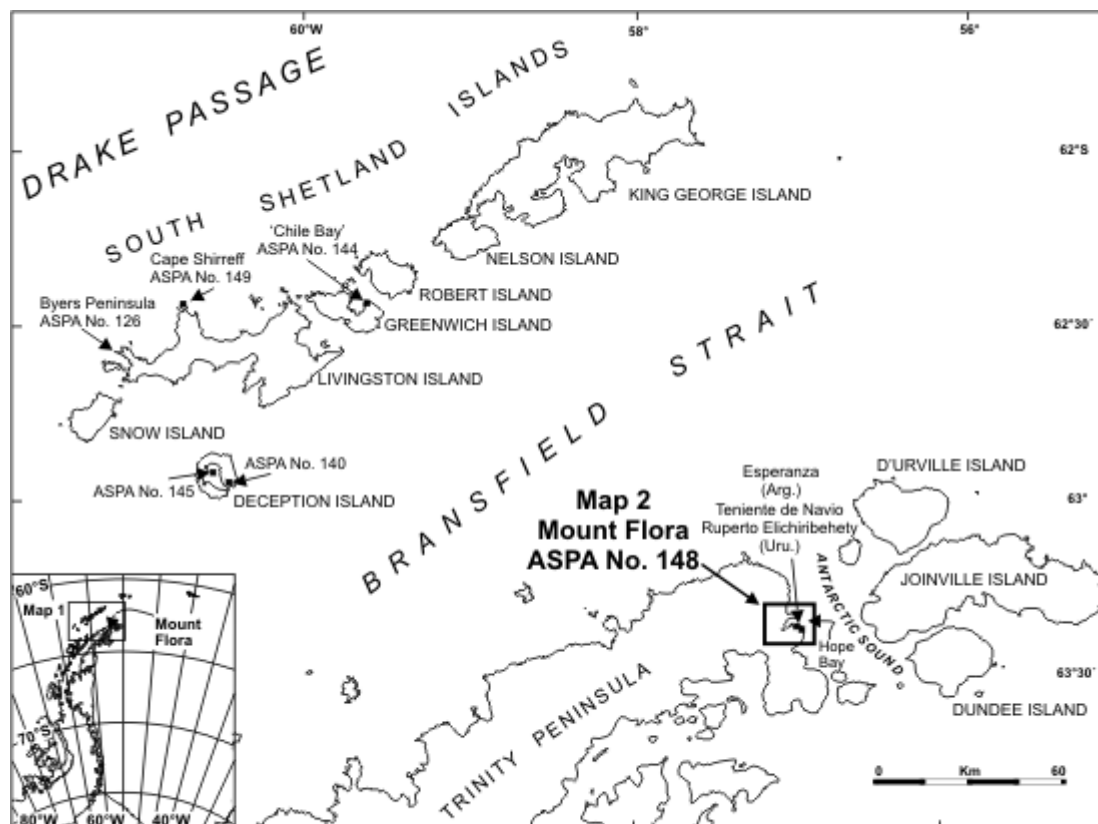 60°W
58°
56°
DRAKE PASSAGE
SOUTH SHETLAND ISLANDS
62°S
KING GEORGE ISLAND
'Chile Bay'
ASPA No. 144
NELSON ISLAND
Cape Shirreff
ASPA No. 149
ROBERT ISLAND
Byers Peninsula
ASPA No. 126
GREENWICH ISLAND
62°30'
LIVINGSTON ISLAND
SNOW ISLAND
ASPA No. 140
ASPA No. 145
DECEPTION ISLAND
BRANSFIELD STRAIT
D'URVILLE ISLAND
Esperanza
(Arg.)
Teniente de Navio
Ruperto Elichiribehety
(Uru.)
63°
Map 2
Mount Flora
ASPA No. 148
ANTARCTIC SOUND
JOINVILLE ISLAND
Hope
Bay
63°30'
DUNDEE ISLAND
TRINITY PENINSULA
0 Km 60
60°S
Map 1
Mount
Flora
70°S
80°W 60°W 40°W